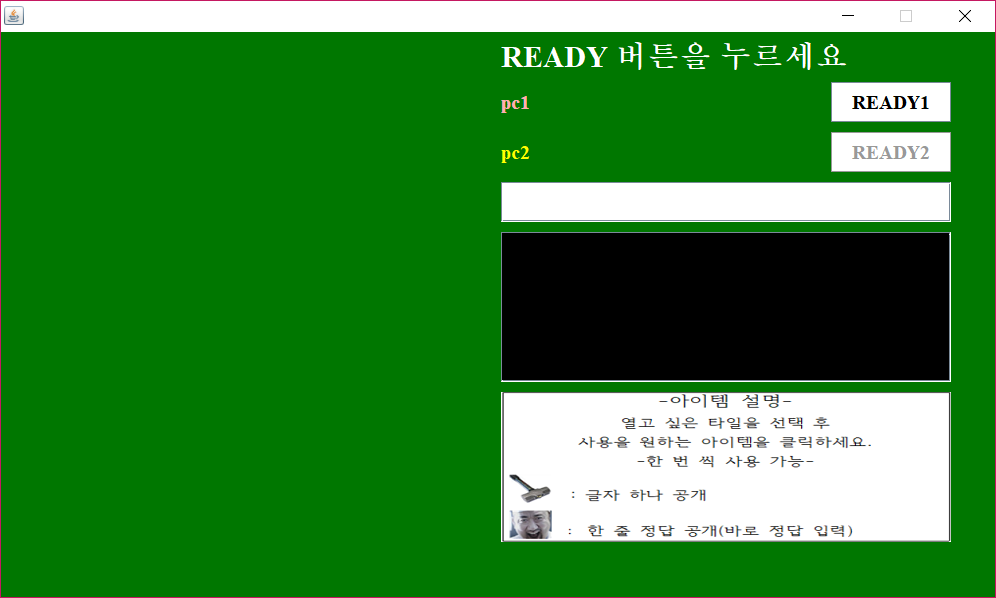 READY 버튼을 누르세요
pc1
READY1
pc2
READY2
-아이템 설명-
열고 싶은 타일을 선택 후
사용을 원하는 아이템을 클릭하세요.
-한 번 씩 사용 가능-
: 글자 하나 공개
: 한 줄 정답 공개(바로 정답 입력)